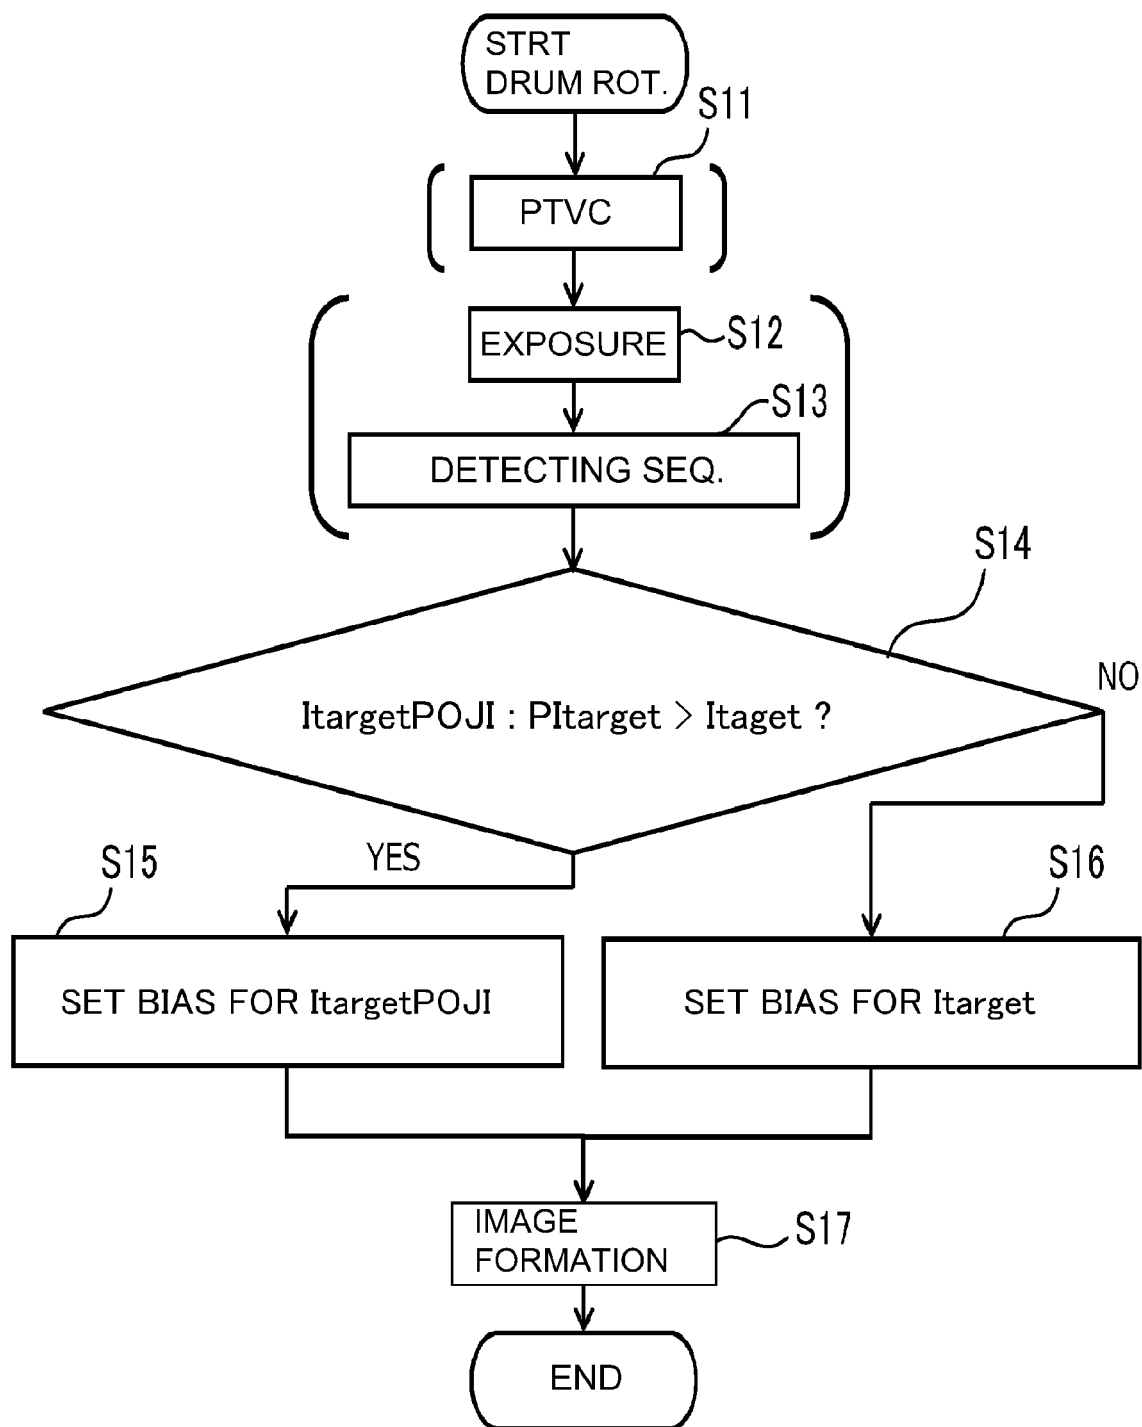 STRT
DRUM ROT.
S11
PTVC
EXPOSURE
S12
S13
DETECTING SEQ.
S14
NO
ItargetPOJI : PItarget > Itaget ?
YES
S15
S16
SET BIAS FOR ItargetPOJI
SET BIAS FOR Itarget
IMAGE
FORMATION
S17
END